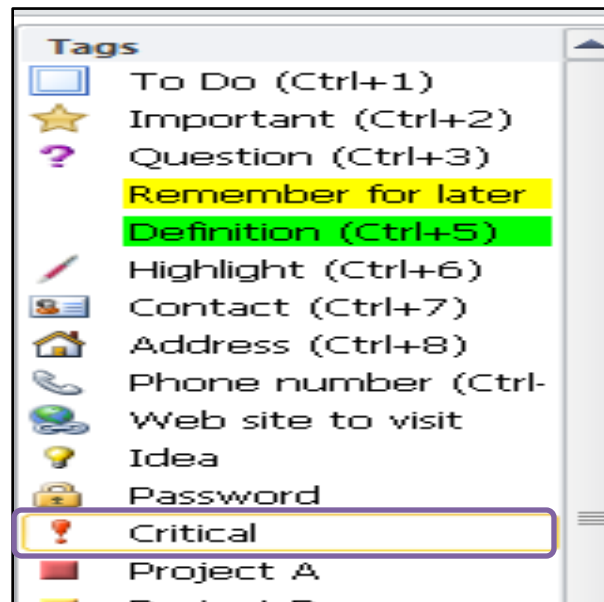 Tags
To Do (Ctrl+1)
Important (Ctrl+2)
Question (Ctrl+3)
Remember for later
Definition (Ctrl+5)
Highlight (Ctrl+6)
Contact (Ctrl+7)
Address (Ctrl+8)
Phone number (Ctrl-
Web site to visit
Idea
Password
Critical
Project A